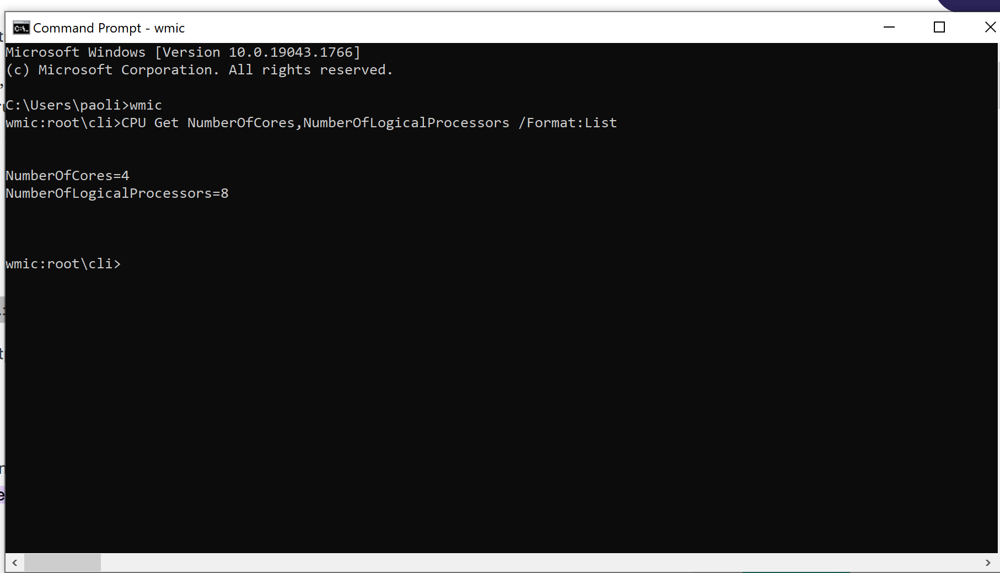 Command Prompt - wmic
Microsoft Windows [Version 10.0.19043.1766]
(c) Microsoft Corporation. All rights reserved.
C:\Users\paoli>wmic
wmic:root\cli>CPU Get NumberOfCores,NumberOfLogicalProcessors /Format:List
NumberOfCores=4
NumberOfLogicalProcessors=8
wmic:root\cli>